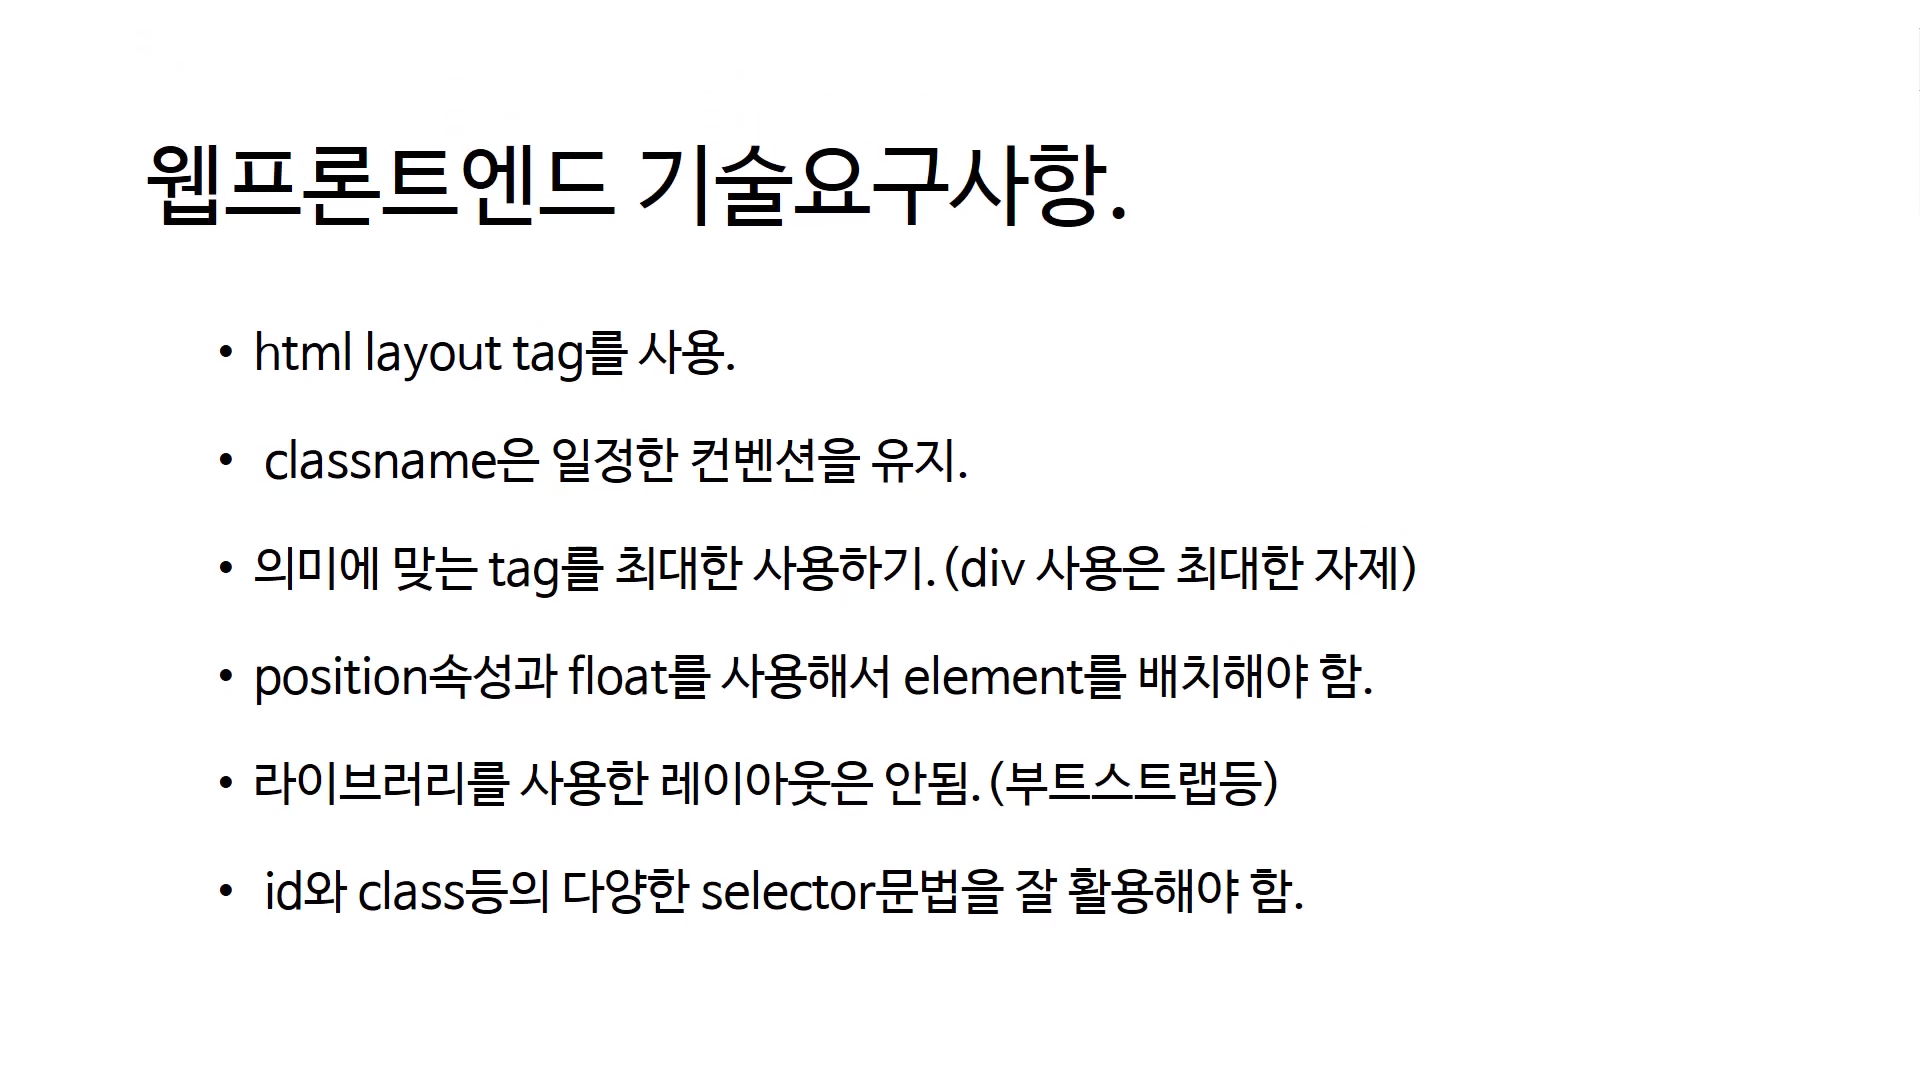 웹프론트엔드 기술요구사항.
• html layout tag를 사용.
• classname은 일정한 컨벤션을 유지.
• 의미에 맞는 tag를 최대한 사용하기. (div 사용은 최대한 자제)
• position속성과 float를 사용해서 element를 배치해야 함.
• 라이브러리를 사용한 레이아웃은 안됨. (부트스트랩등)
• id와 class등의 다양한 selector문법을 잘 활용해야 함.